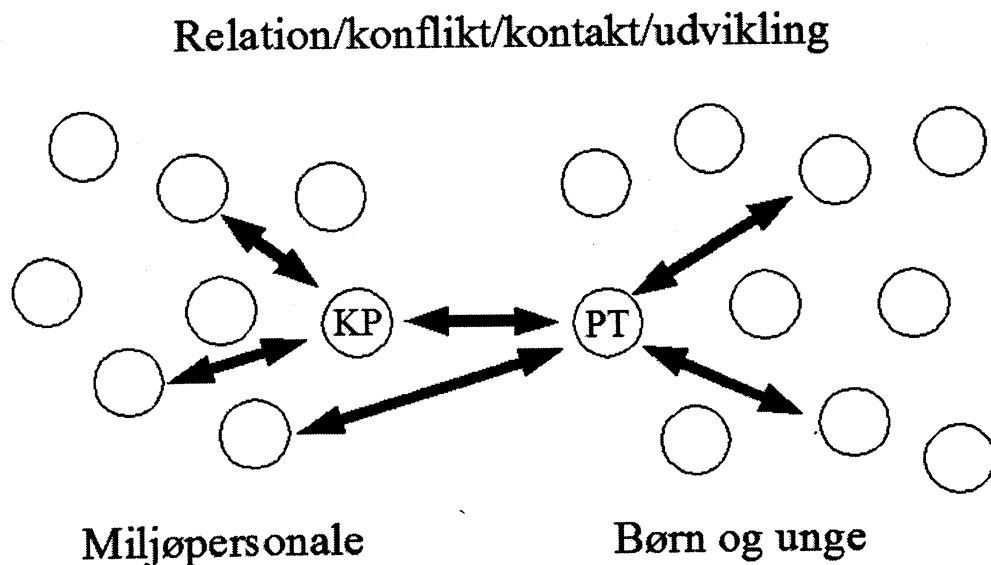 Relation/konflikt/kontakt/udvikling
KP
PT
Miljøpersonale
Børn og unge